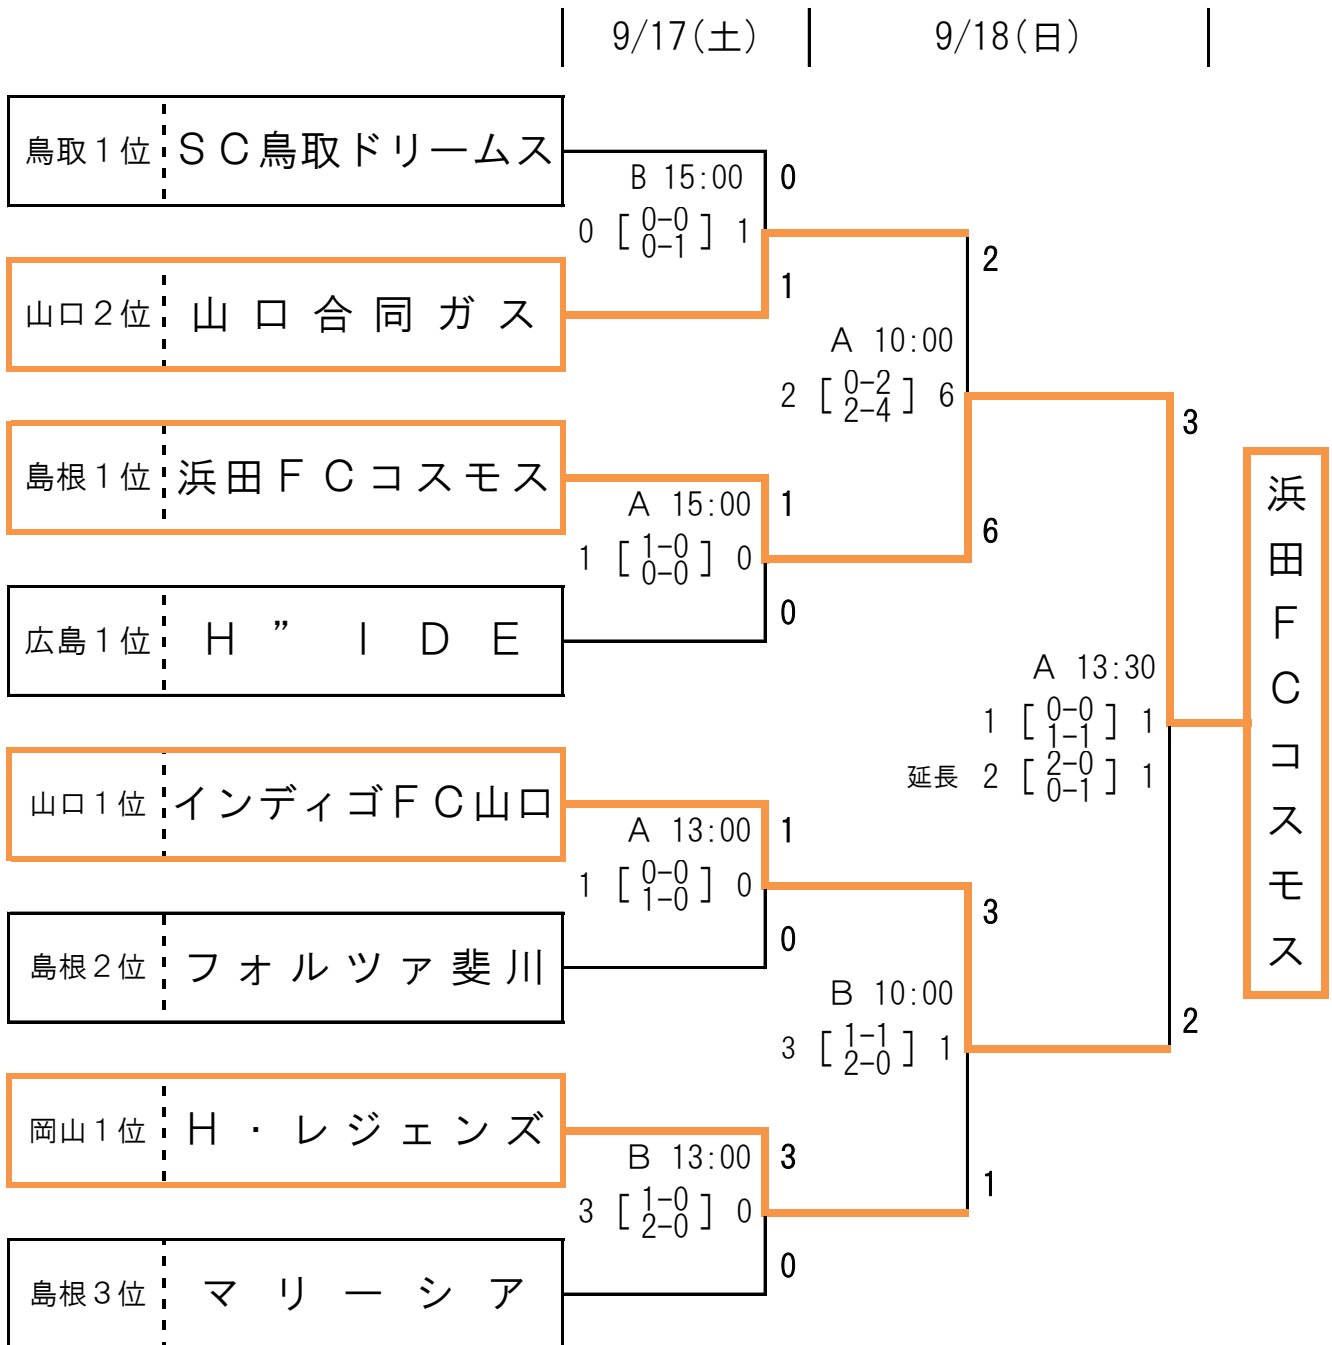 9/17(土) 9/18(日)
鳥取1位 SC鳥取ドリームス
B 15:00 0
0 [ 0-0 0-1 ] 1
1
2
山口2位 山口合同ガス
A 10:00
2 [ 0-2 2-4 ] 6
3
島根1位 浜田FCコスモス
A 15:00 1
1 [ 1-0 0-0 ] 0
0
6
広島1位 H”IDE
A 13:30
1 [ 0-0 1-1 ] 1
延長 2 [ 2-0 0-1 ] 1
浜田FCコスモス
山口1位 インディゴFC山口
A 13:00 1
1 [ 0-0 1-0 ] 0
0
3
島根2位 フォルツァ斐川
B 10:00
3 [ 1-1 2-0 ] 1
2
岡山1位 H・レジェンズ
B 13:00 3
3 [ 1-0 2-0 ] 0
0
1
島根3位 マリーシア